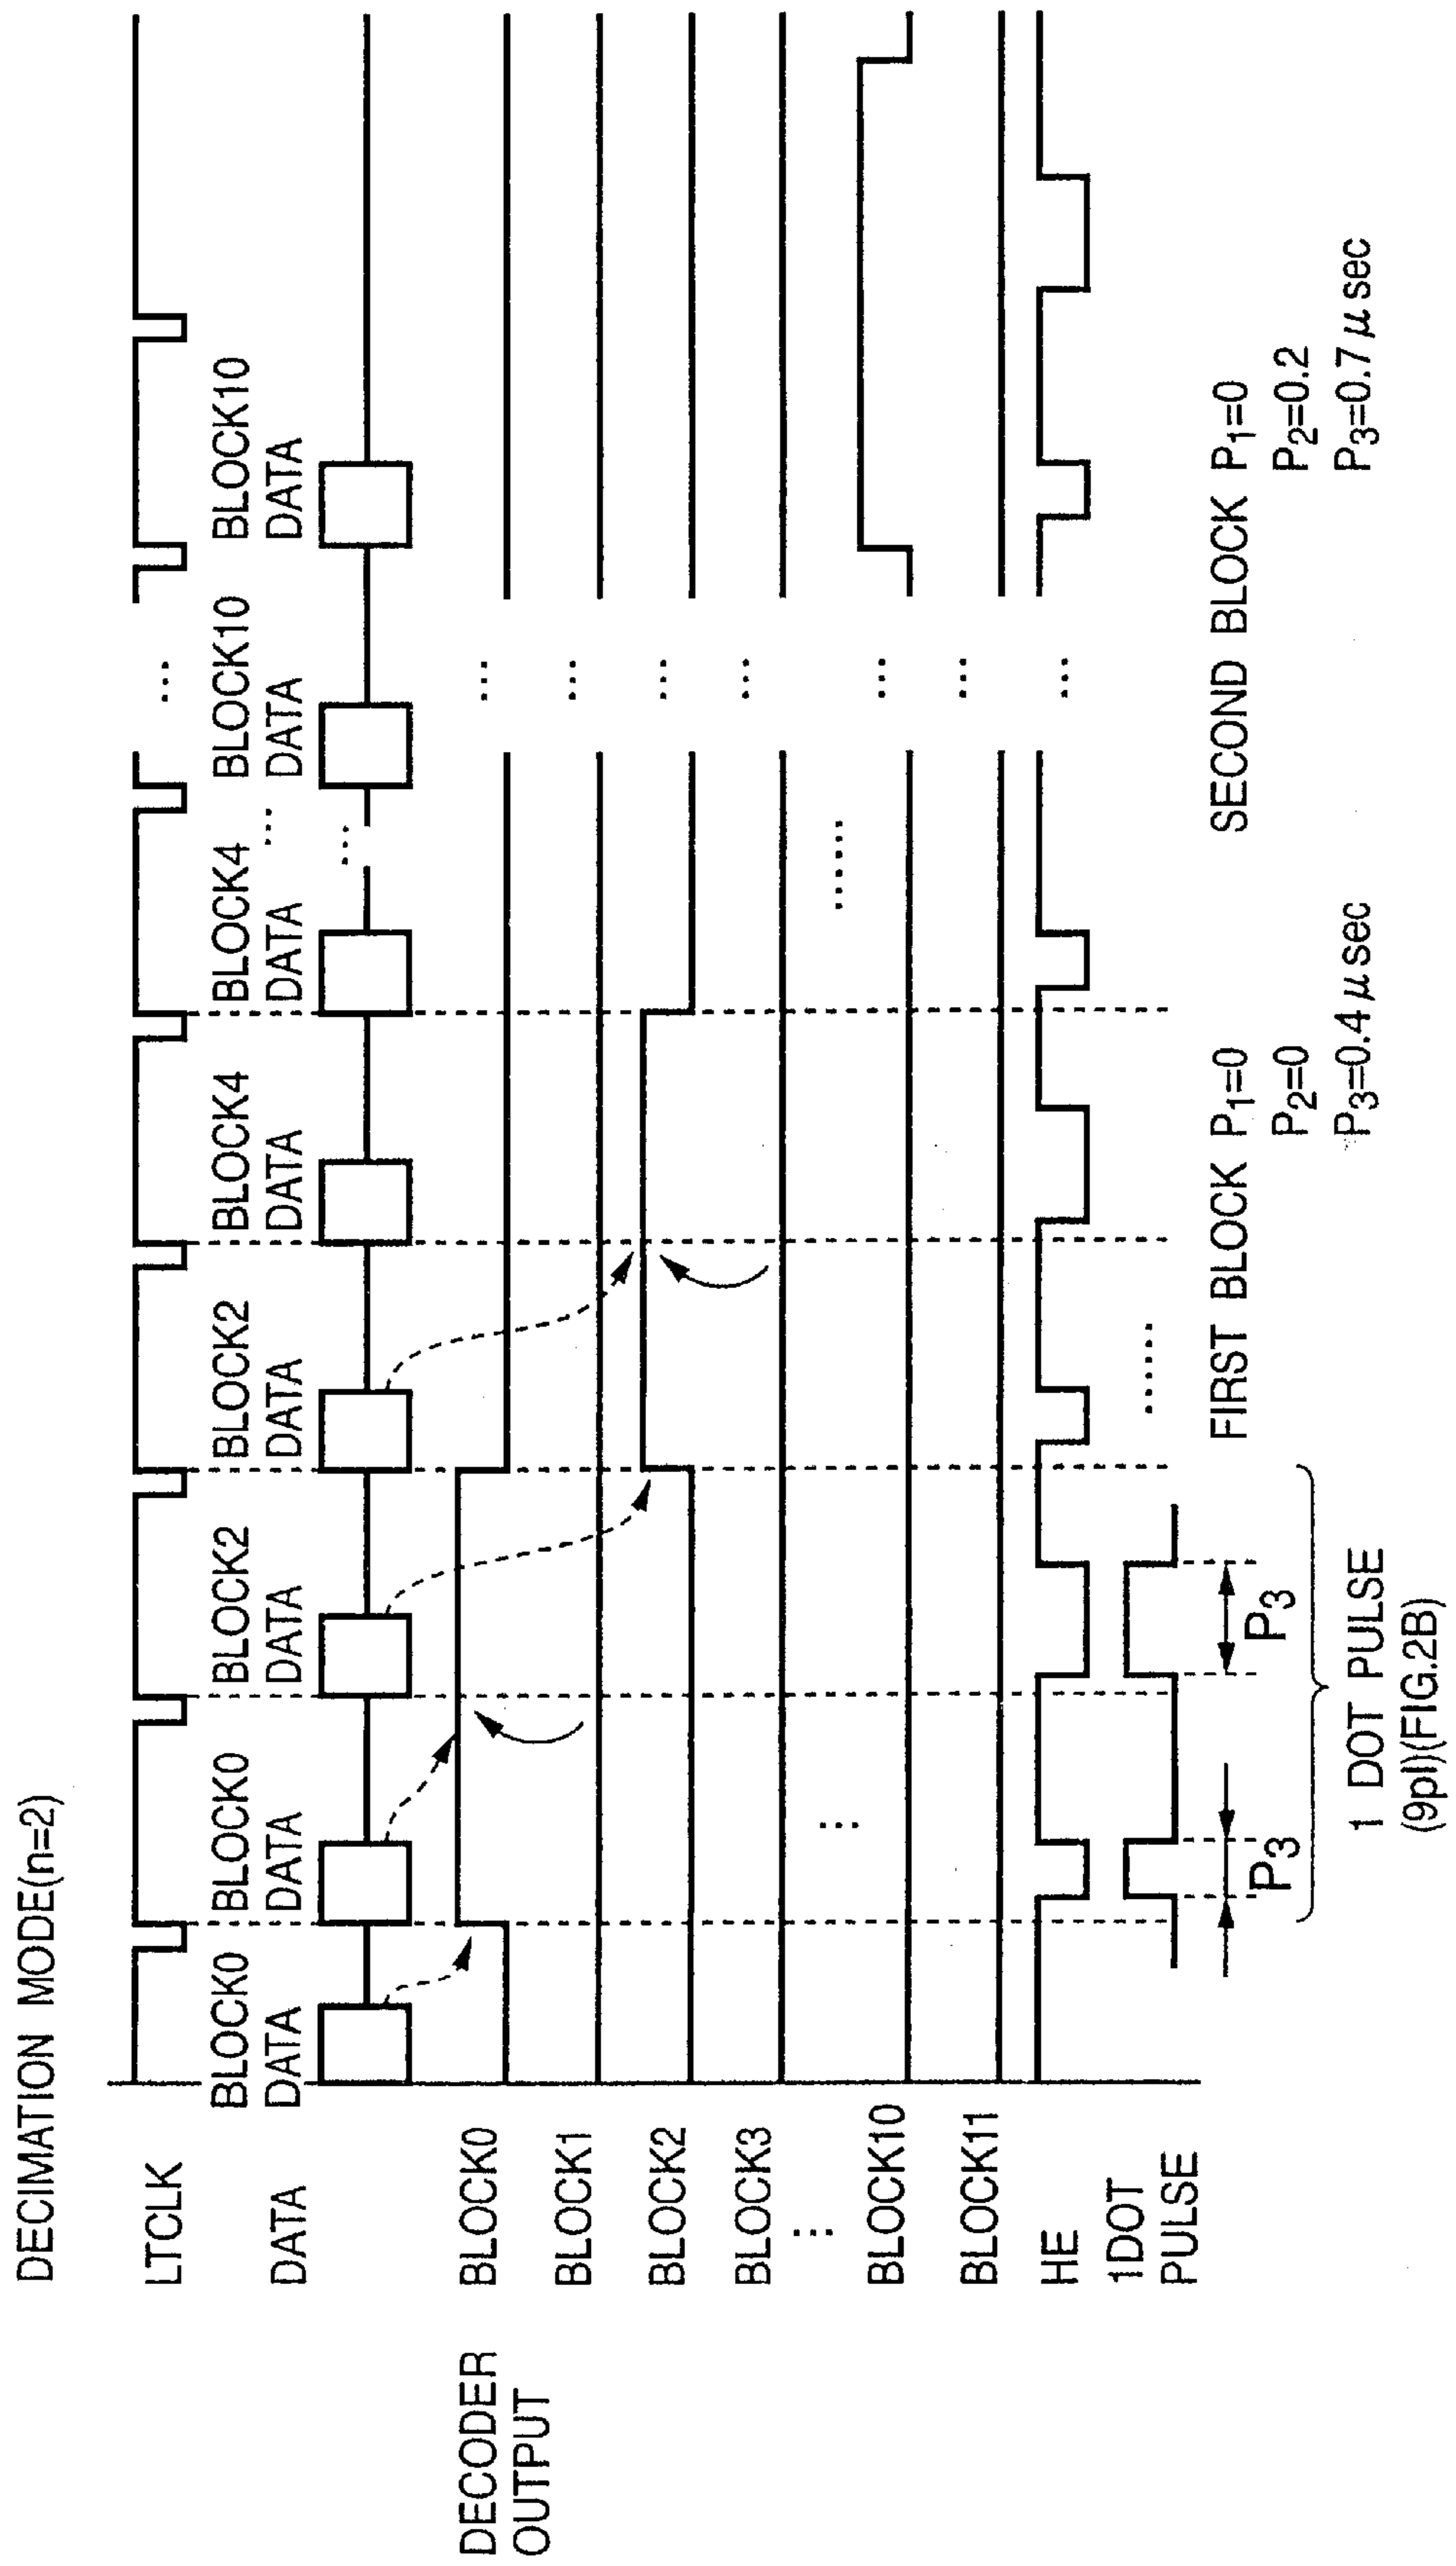 DECIMATION MODE(n=2)
LTCLK
...
DATA
BLOCK0 DATA
BLOCK0 DATA
BLOCK2 DATA
BLOCK2 DATA
BLOCK4 DATA
BLOCK4 DATA
...
BLOCK10 DATA
BLOCK10 DATA
...
DECODER OUTPUT
BLOCK0
...
BLOCK1
...
BLOCK2
...
BLOCK3
...
...
...
......
BLOCK10
...
BLOCK11
...
HE
...
1DOT PULSE
......
P3
P3
FIRST BLOCK P1=0
P2=0
P3=0.4 μ sec
SECOND BLOCK P1=0
P2=0.2
P3=0.7 μ sec
1 DOT PULSE
(9pl)(FIG.2B)